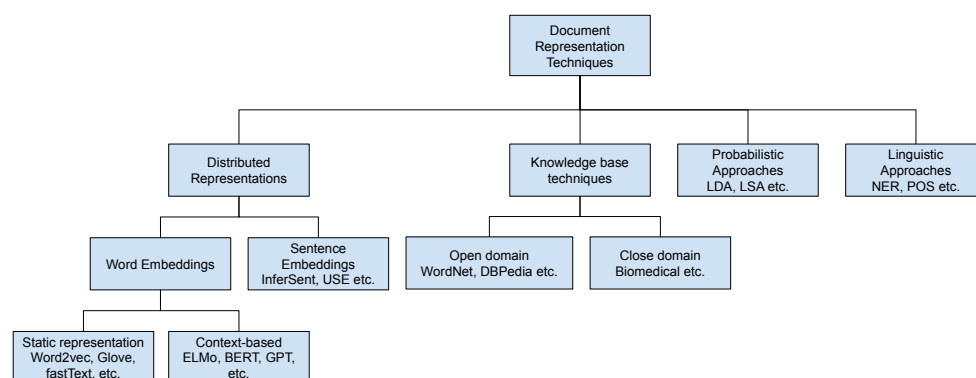 Document
Representation
Techniques
Distributed
Representations
Knowledge base
techniques
Probabilistic
Approaches
LDA, LSA etc.
Linguistic
Approaches
NER, POS etc.
Word Embeddings
Sentence
Embeddings
InferSent, USE etc.
Open domain
WordNet, DBPedia etc.
Close domain
Biomedical etc.
Static representation
Word2vec, Glove,
fastText, etc.
Context-based
ELMo, BERT, GPT,
etc.